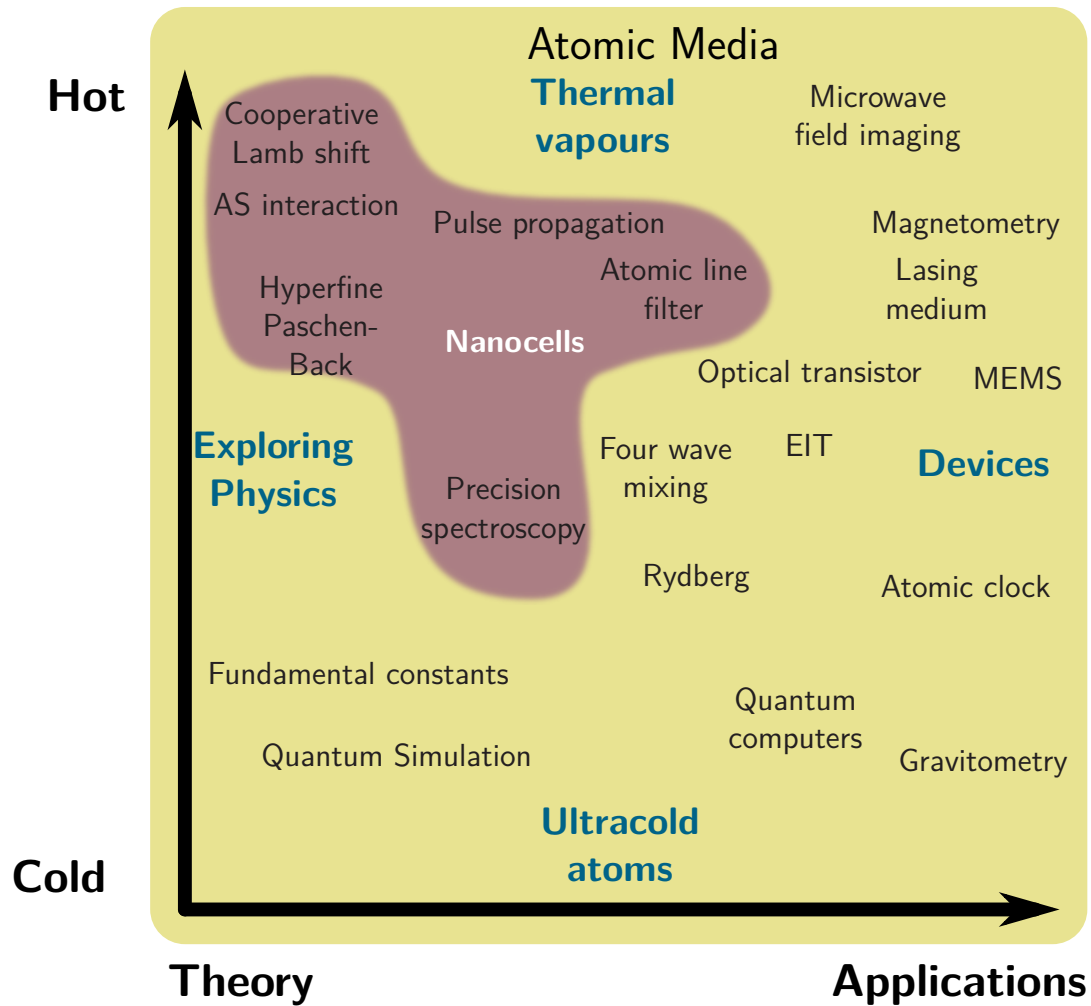 Atomic Media
Hot
Thermal
vapours
Microwave
field imaging
Cooperative
Lamb shift
AS interaction
Pulse propagation
Magnetometry
Atomic line
filter
Lasing
medium
Hyperfine
Paschen-
Back
Nanocells
Optical transistor
MEMS
Exploring
Physics
Four wave
mixing
EIT
Devices
Precision
spectroscopy
Rydberg
Atomic clock
Fundamental constants
Quantum
computers
Quantum Simulation
Gravitometry
Ultracold
atoms
Cold
Theory
Applications